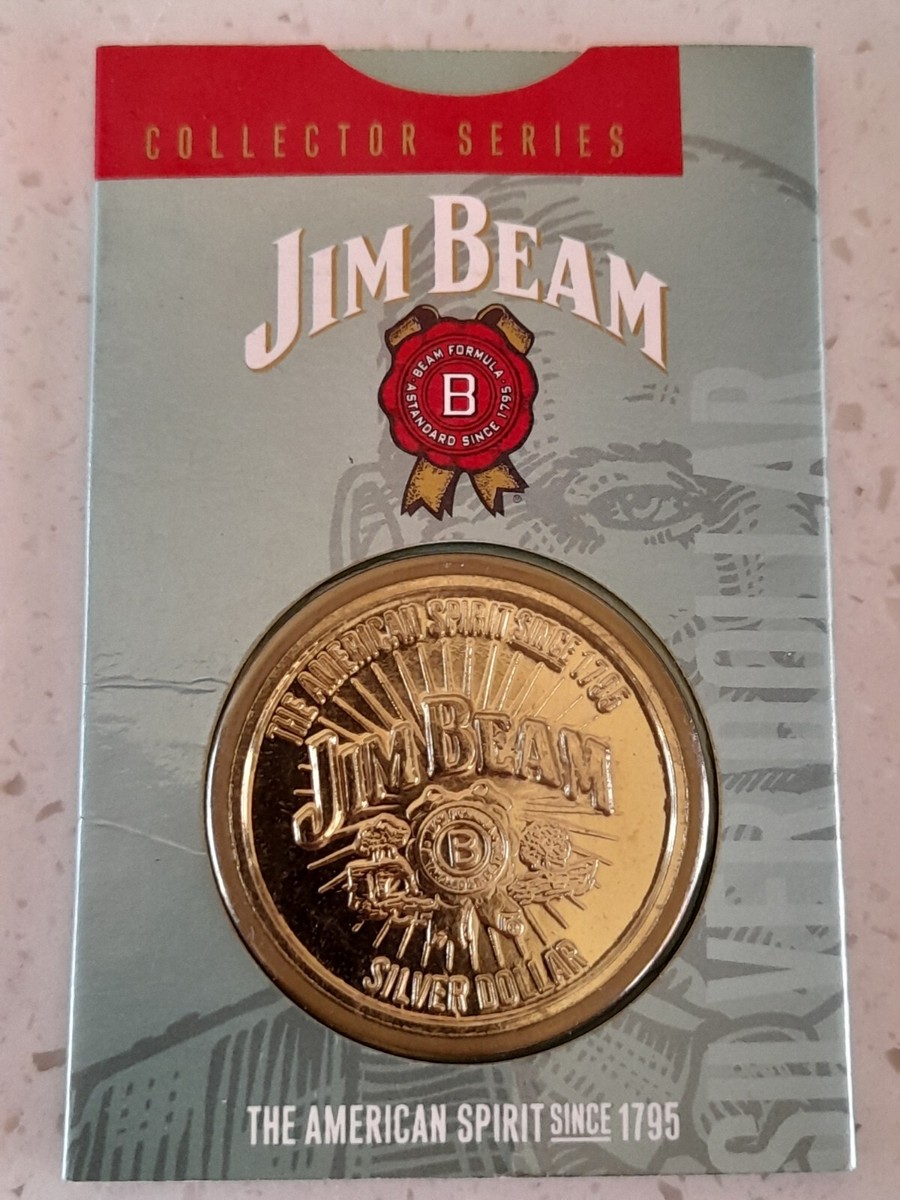 COLLECTOR SERIES
JIM BEAM
BEAM FORMULA
B
A STANDARD SINCE 1795
®
THE AMERICAN SPIRIT SINCE 1795
JIM BEAM
B
SILVER DOLLAR
SILVER DOLLAR
THE AMERICAN SPIRIT SINCE 1795